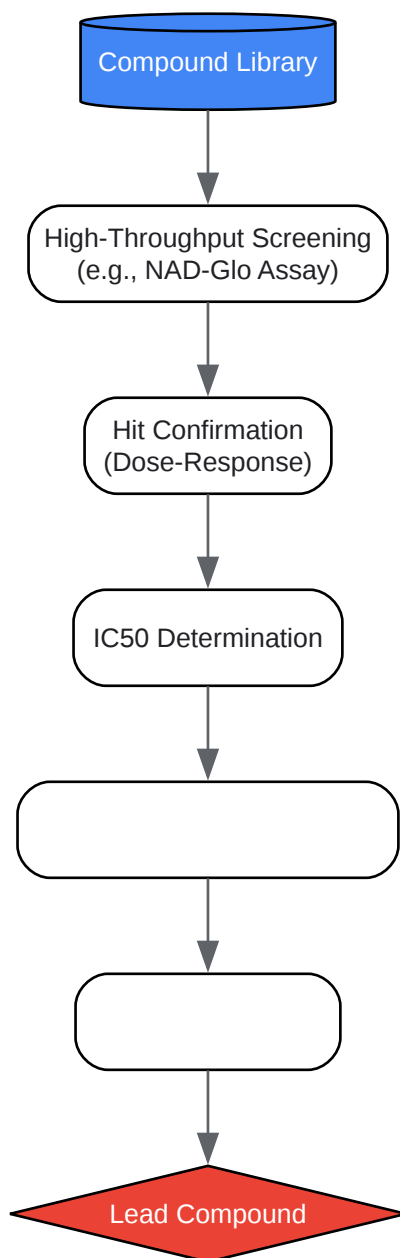 Compound Library
High-Throughput Screening
(e.g., NAD-Glo Assay)
Hit Confirmation
(Dose-Response)
IC50 Determination
Lead Compound